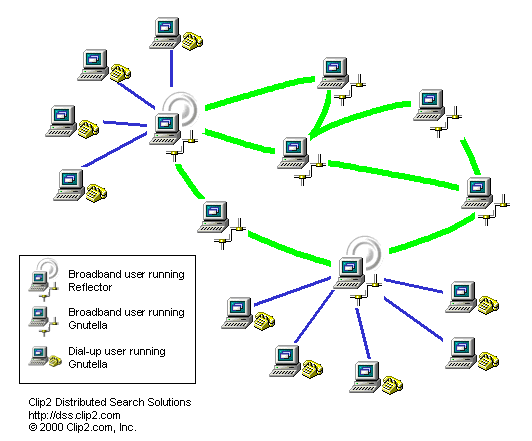 Broadband user running
Reflector
Broadband user running
Gnutella
Dial-up user running
Gnutella
Clip2 Distributed Search Solutions
http://dss.clip2.com
© 2000 Clip2.com, Inc.